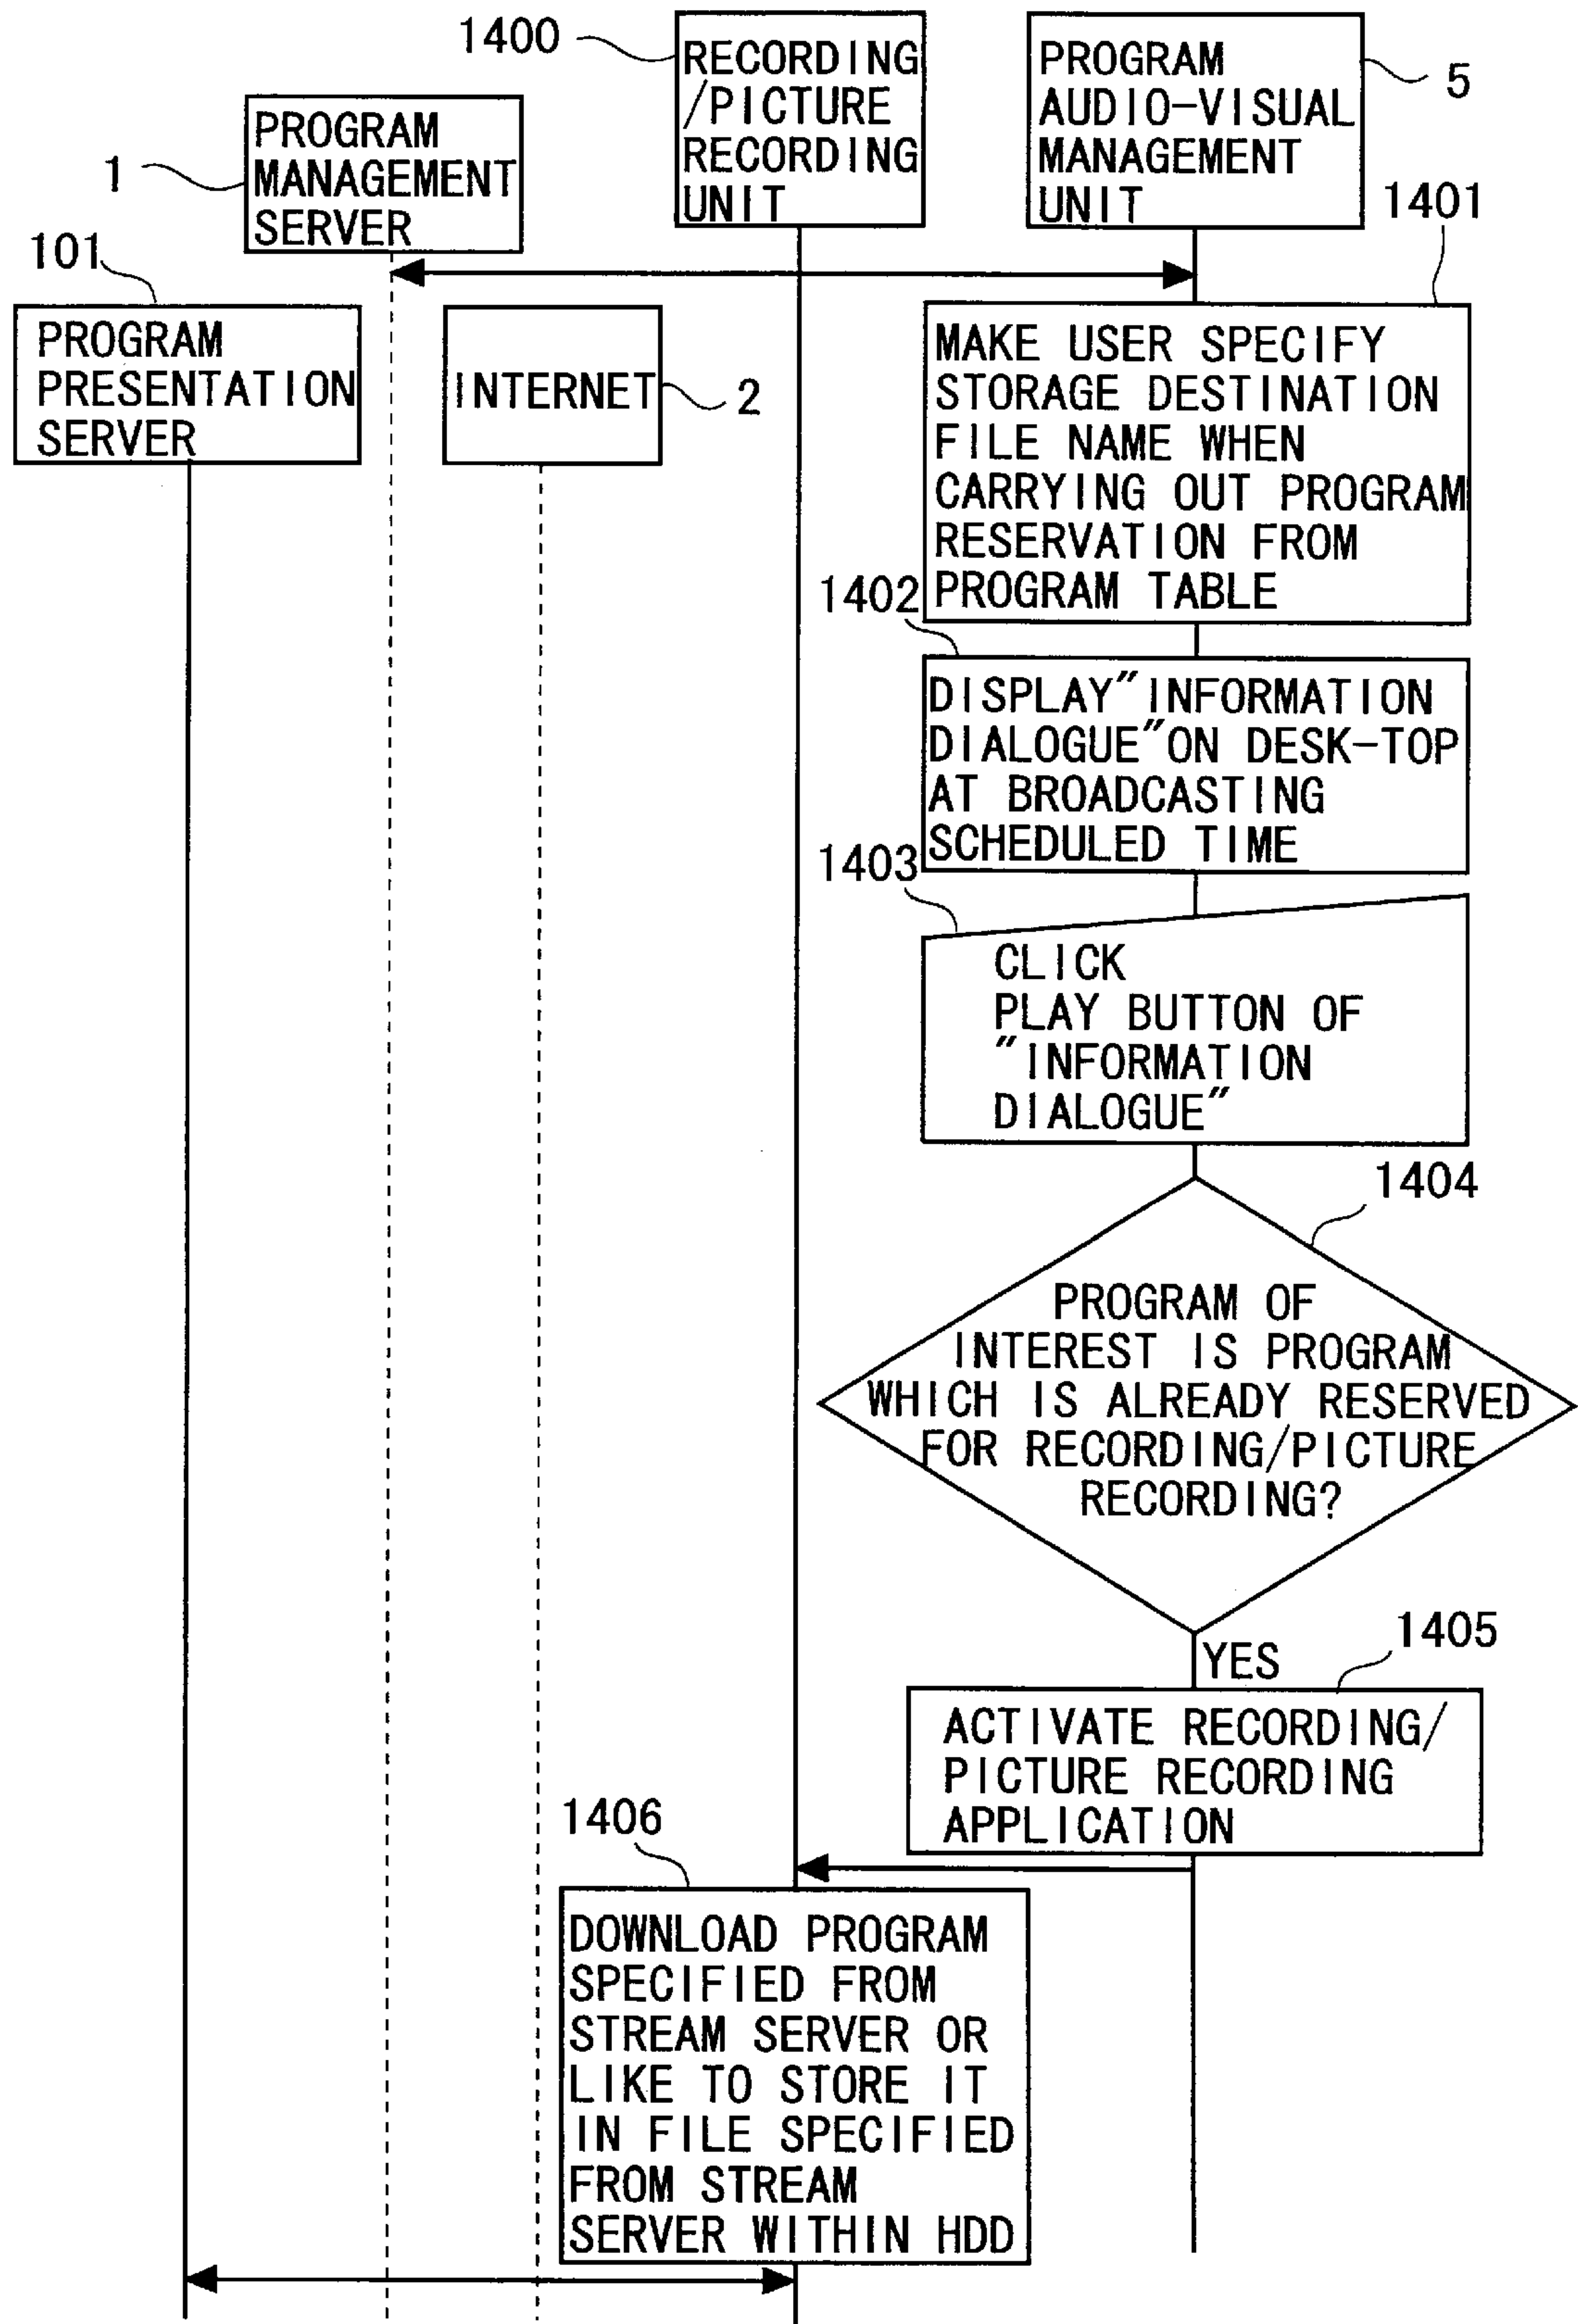 1400
RECORDING
/PICTURE
RECORDING
UNIT
PROGRAM
AUDIO-VISUAL
MANAGEMENT
UNIT
5
1
PROGRAM
MANAGEMENT
SERVER
101
PROGRAM
PRESENTATION
SERVER
INTERNET
2
1401
MAKE USER SPECIFY
STORAGE DESTINATION
FILE NAME WHEN
CARRYING OUT PROGRAM
RESERVATION FROM
PROGRAM TABLE
1402
DISPLAY"INFORMATION
DIALOGUE"ON DESK-TOP
AT BROADCASTING
SCHEDULED TIME
1403
CLICK
PLAY BUTTON OF
"INFORMATION
DIALOGUE"
1404
PROGRAM OF
INTEREST IS PROGRAM
WHICH IS ALREADY RESERVED
FOR RECORDING/PICTURE
RECORDING?
YES
1405
ACTIVATE RECORDING/
PICTURE RECORDING
APPLICATION
1406
DOWNLOAD PROGRAM
SPECIFIED FROM
STREAM SERVER OR
LIKE TO STORE IT
IN FILE SPECIFIED
FROM STREAM
SERVER WITHIN HDD